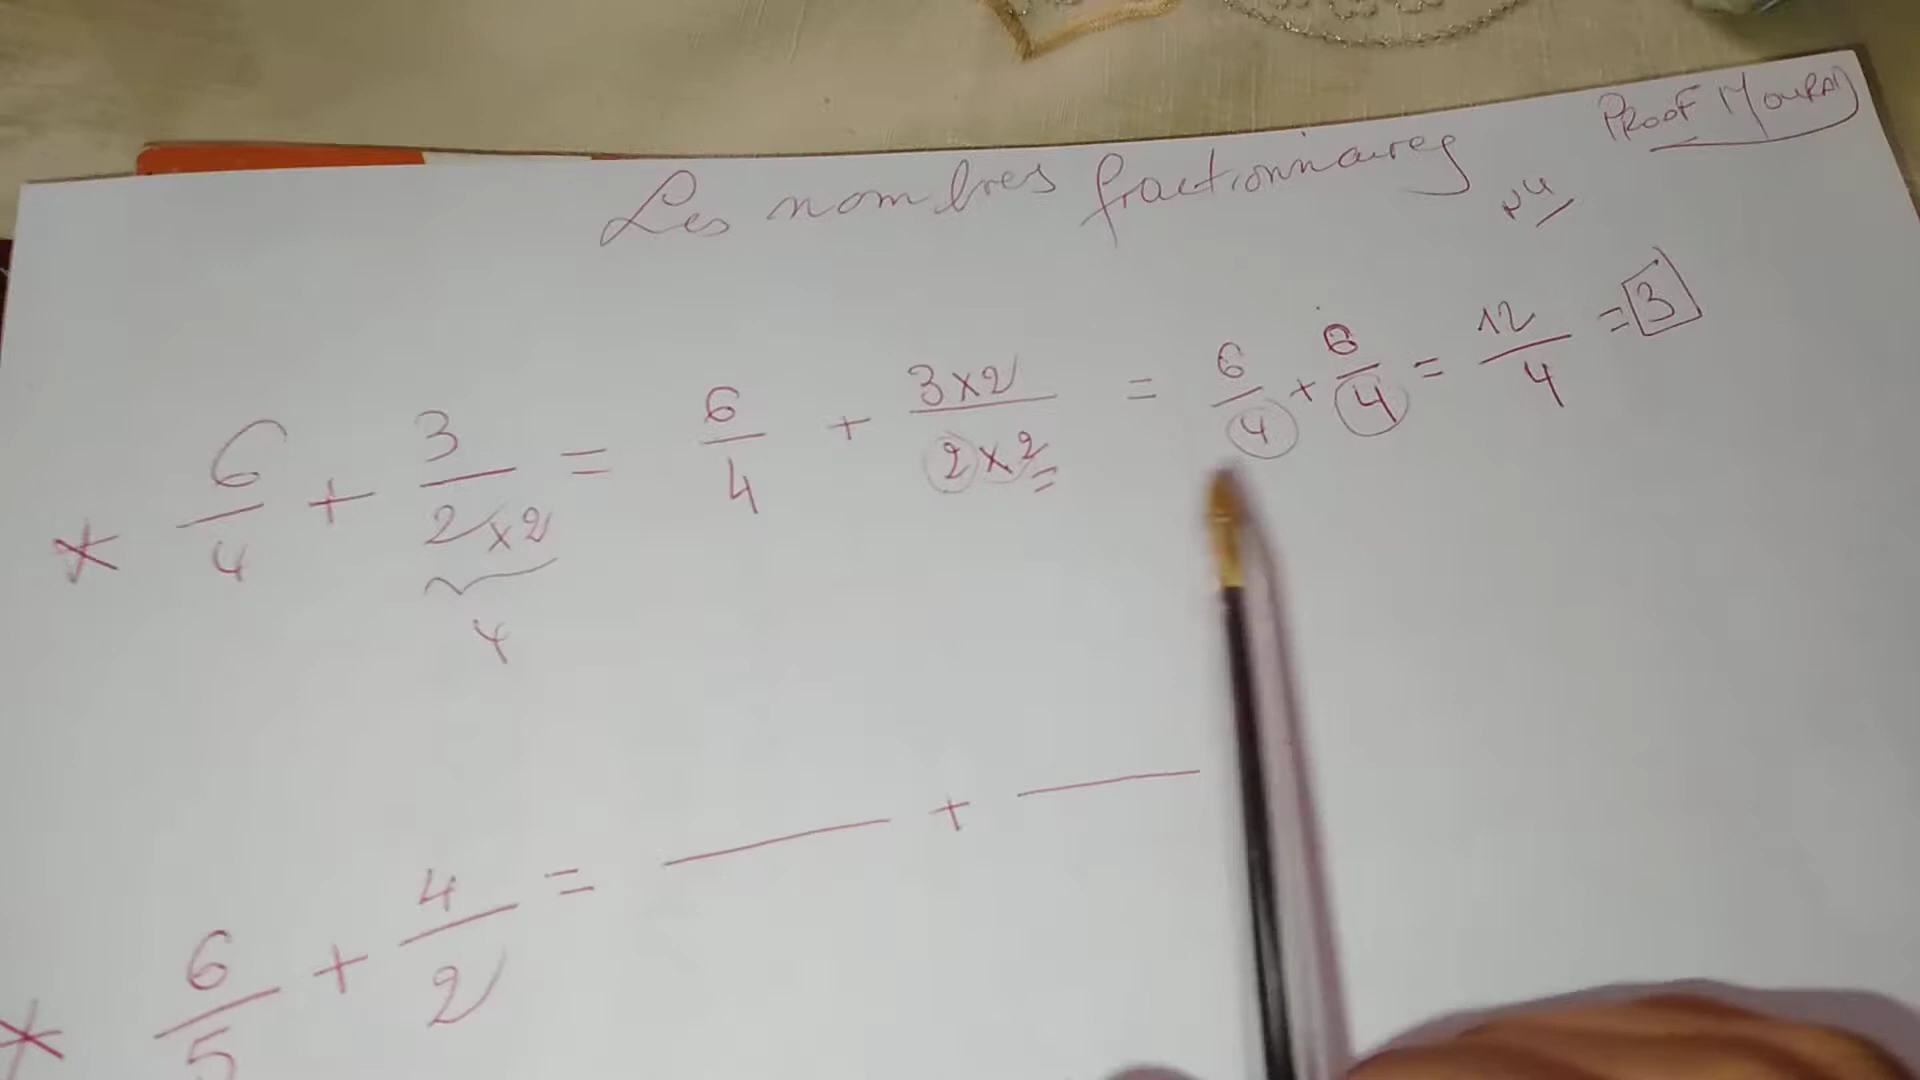 PROOF MOURAD
Les nombres fractionnaires
* 6/4 + 3/2×2 = 6/4 + 3×2/2×2 = 6/4 + 6/4 = 12/4 = 3
4
* 6/5 + 4/2 = +